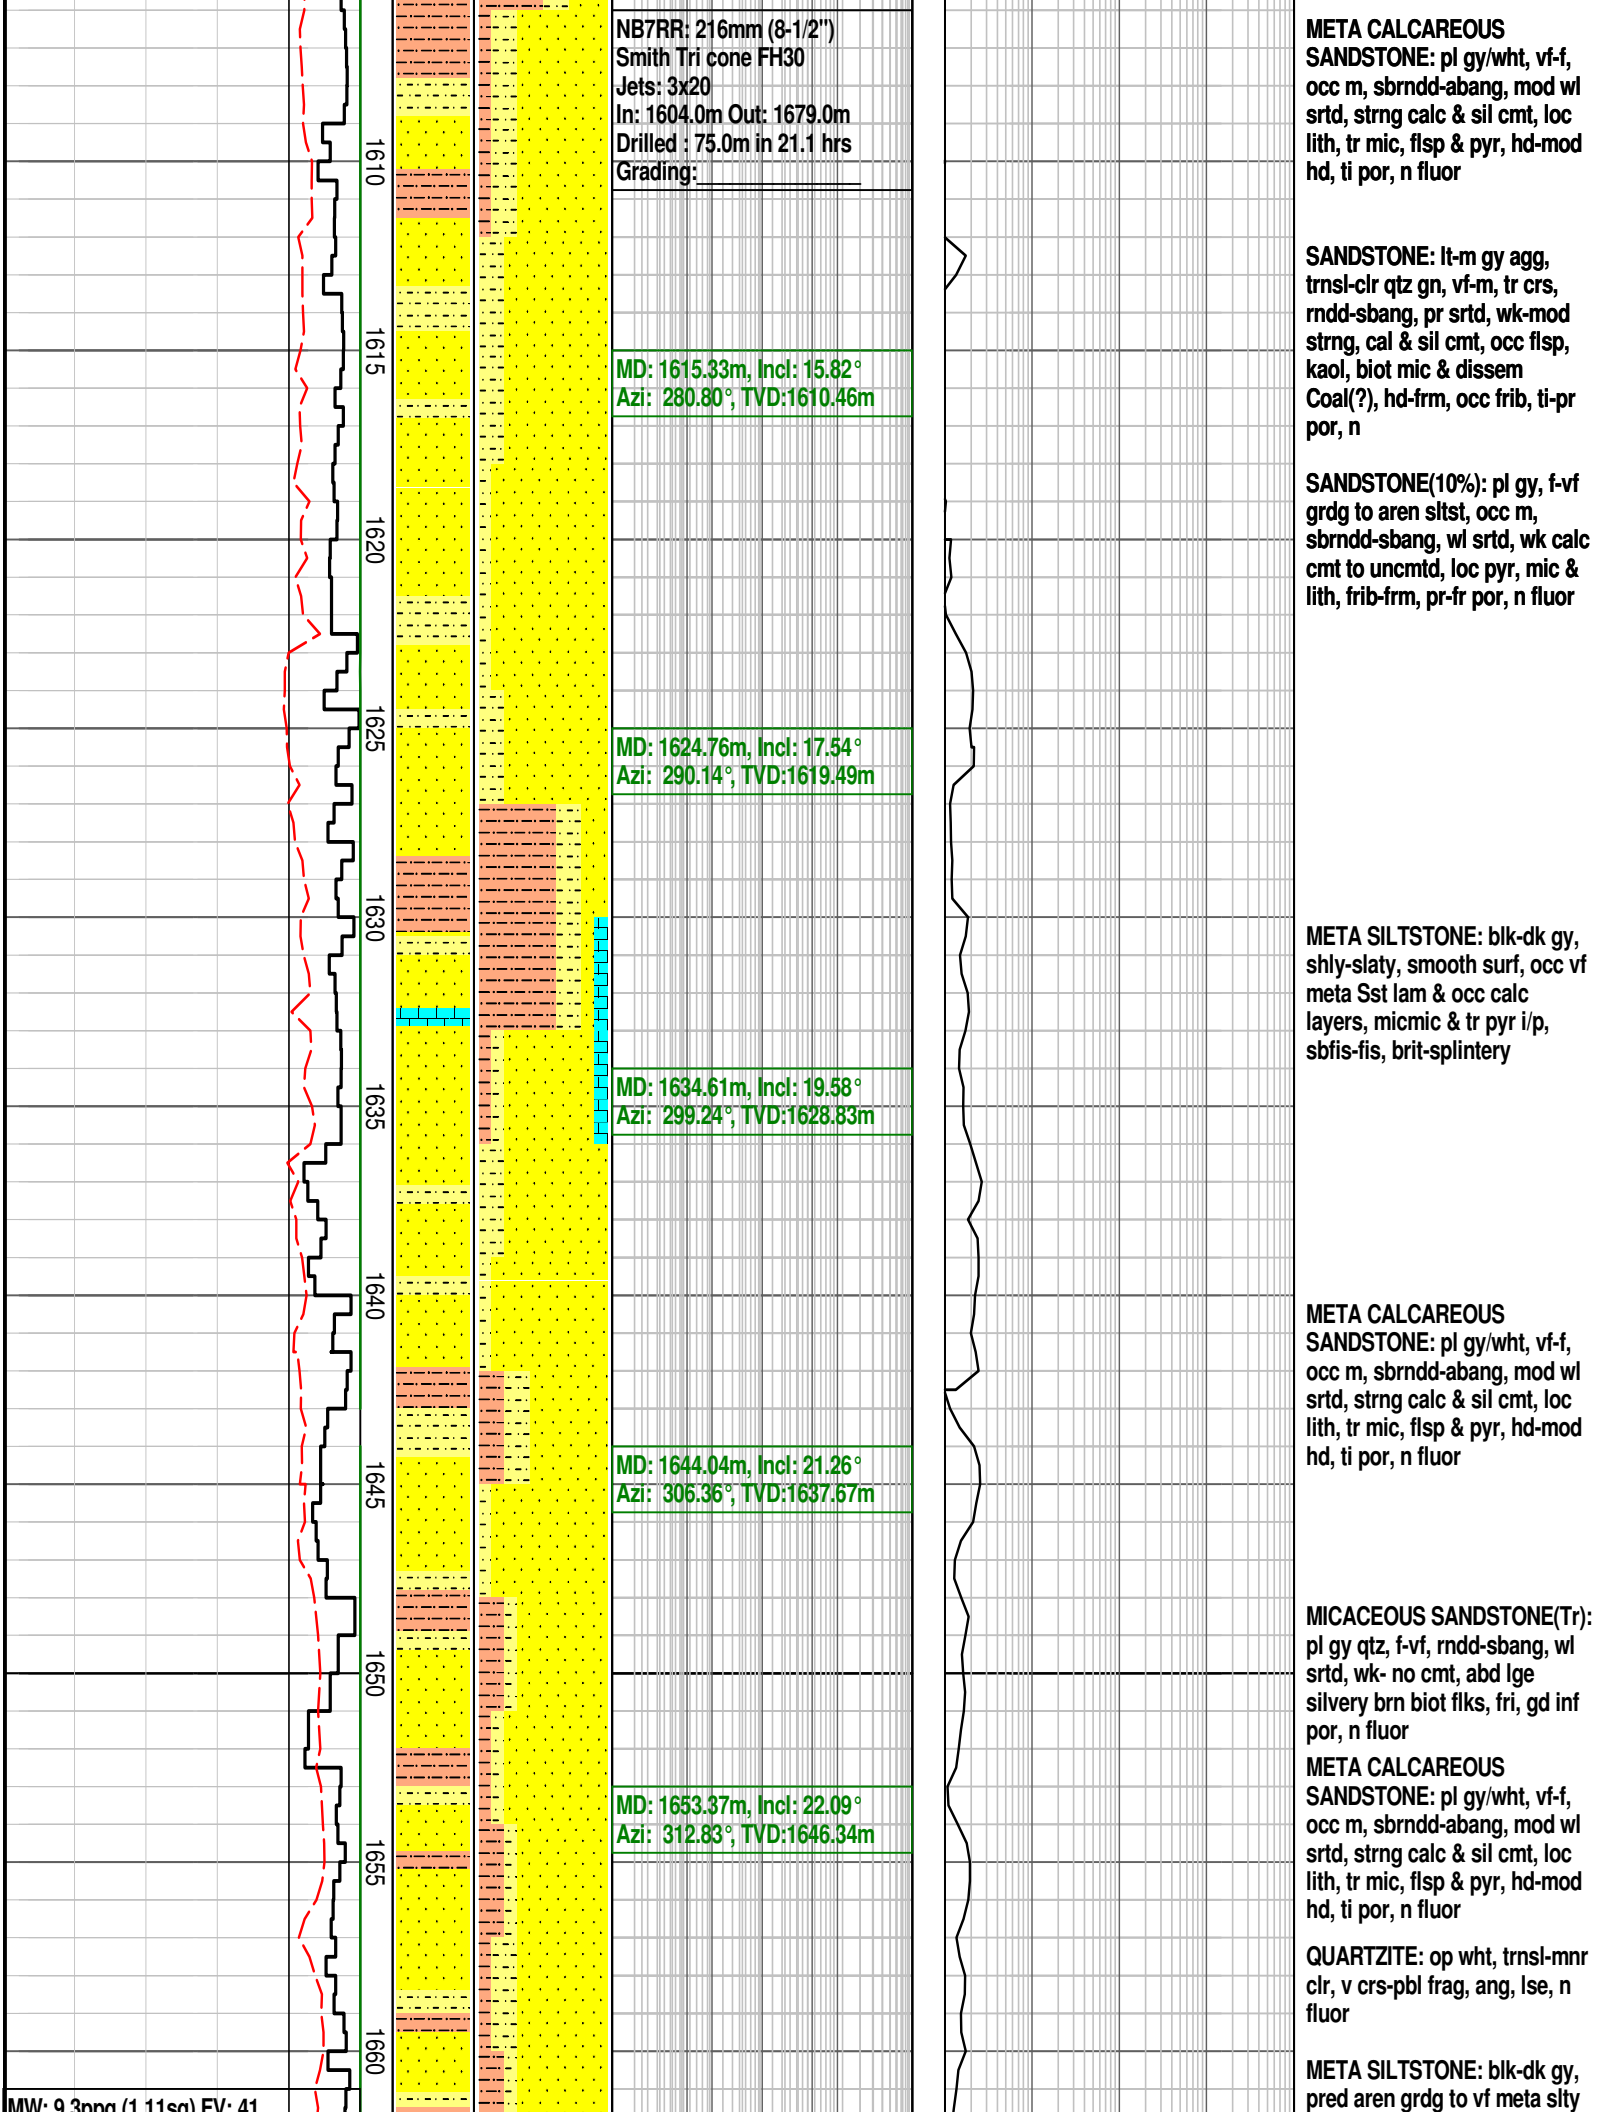 NB7RR: 216mm (8-1/2")
Smith Tri cone FH30
Jets: 3x20
In: 1604.0m Out: 1679.0m
Drilled : 75.0m in 21.1 hrs
Grading:
META CALCAREOUS
SANDSTONE: pl gy/wht, vf-f,
occ m, sbrndd-abang, mod wl
srtd, strng calc & sil cmt, loc
lith, tr mic, flsp & pyr, hd-mod
hd, ti por, n fluor
1610
SANDSTONE: lt-m gy agg,
trnsl-clr qtz gn, vf-m, tr crs,
rndd-sbang, pr srtd, wk-mod
strng, cal & sil cmt, occ flsp,
kaol, biot mic & dissem
Coal(?), hd-frm, occ frib, ti-pr
por, n
1615
MD: 1615.33m, Incl: 15.82°
Azi: 280.80°, TVD:1610.46m
SANDSTONE(10%): pl gy, f-vf
grdg to aren sltst, occ m,
sbrndd-sbang, wl srtd, wk calc
cmt to uncmtd, loc pyr, mic &
lith, frib-frm, pr-fr por, n fluor
1620
1625
MD: 1624.76m, Incl: 17.54°
Azi: 290.14°, TVD:1619.49m
1630
META SILTSTONE: blk-dk gy,
shly-slaty, smooth surf, occ vf
meta Sst lam & occ calc
layers, micmic & tr pyr i/p,
sbfis-fis, brit-splintery
1635
MD: 1634.61m, Incl: 19.58°
Azi: 299.24°, TVD:1628.83m
1640
META CALCAREOUS
SANDSTONE: pl gy/wht, vf-f,
occ m, sbrndd-abang, mod wl
srtd, strng calc & sil cmt, loc
lith, tr mic, flsp & pyr, hd-mod
hd, ti por, n fluor
1645
MD: 1644.04m, Incl: 21.26°
Azi: 306.36°, TVD:1637.67m
1650
MICACEOUS SANDSTONE(Tr):
pl gy qtz, f-vf, rndd-sbang, wl
srtd, wk- no cmt, abd lge
silvery brn biot flks, fri, gd inf
por, n fluor
META CALCAREOUS
SANDSTONE: pl gy/wht, vf-f,
occ m, sbrndd-abang, mod wl
srtd, strng calc & sil cmt, loc
lith, tr mic, flsp & pyr, hd-mod
hd, ti por, n fluor
1655
MD: 1653.37m, Incl: 22.09°
Azi: 312.83°, TVD:1646.34m
QUARTZITE: op wht, trnsl-mnr
clr, v crs-pbl frag, ang, lse, n
fluor
1660
META SILTSTONE: blk-dk gy,
pred aren grdg to vf meta slty
MW: 9.3ppg (1.11sg) FV: 41